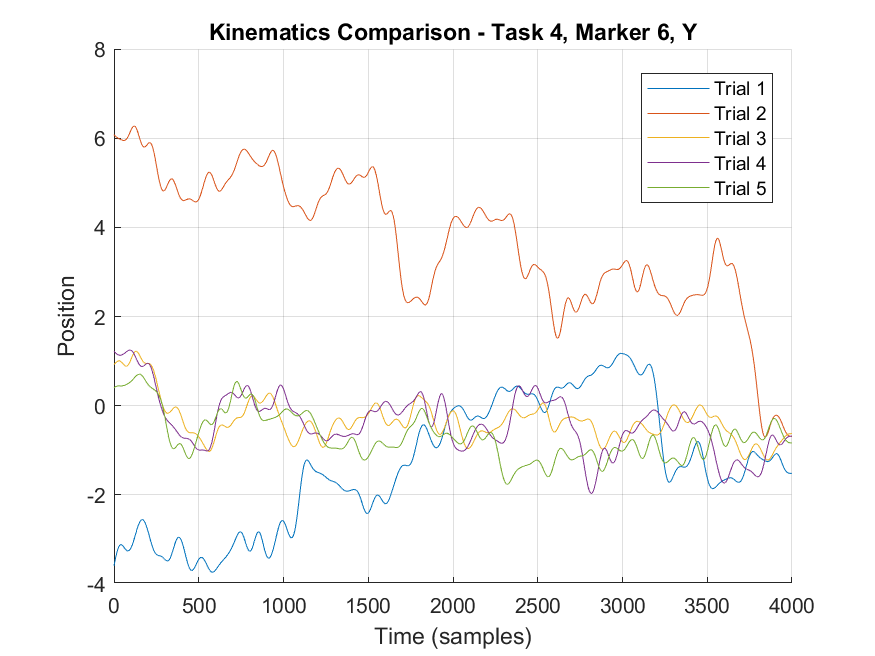 Kinematics Comparison - Task 4, Marker 6, Y
8
6
4
2
0
-2
-4
Position
Trial 1
Trial 2
Trial 3
Trial 4
Trial 5
0 500 1000 1500 2000 2500 3000 3500 4000
Time (samples)